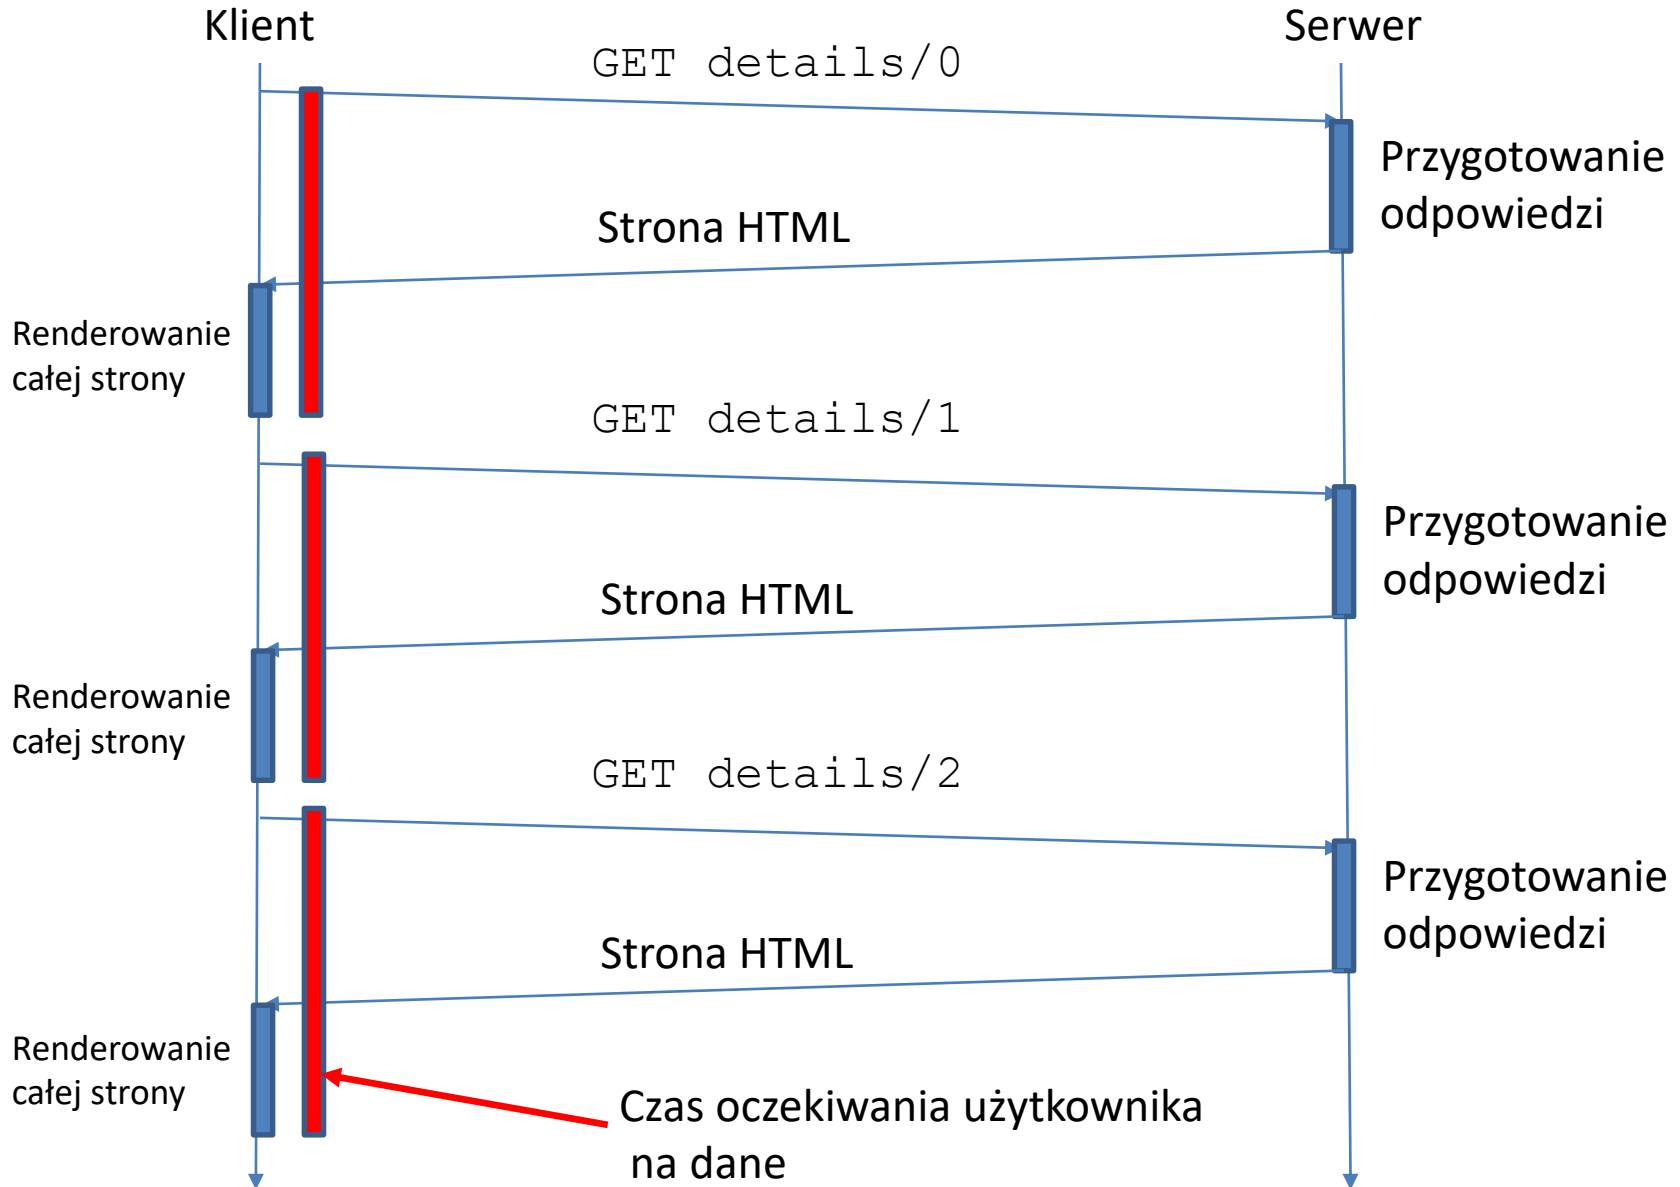 Klient
Serwer
GET details/0
Przygotowanie
odpowiedzi
Strona HTML
Renderowanie
całej strony
GET details/1
Przygotowanie
odpowiedzi
Strona HTML
Renderowanie
całej strony
GET details/2
Przygotowanie
odpowiedzi
Strona HTML
Renderowanie
całej strony
Czas oczekiwania użytkownika
na dane